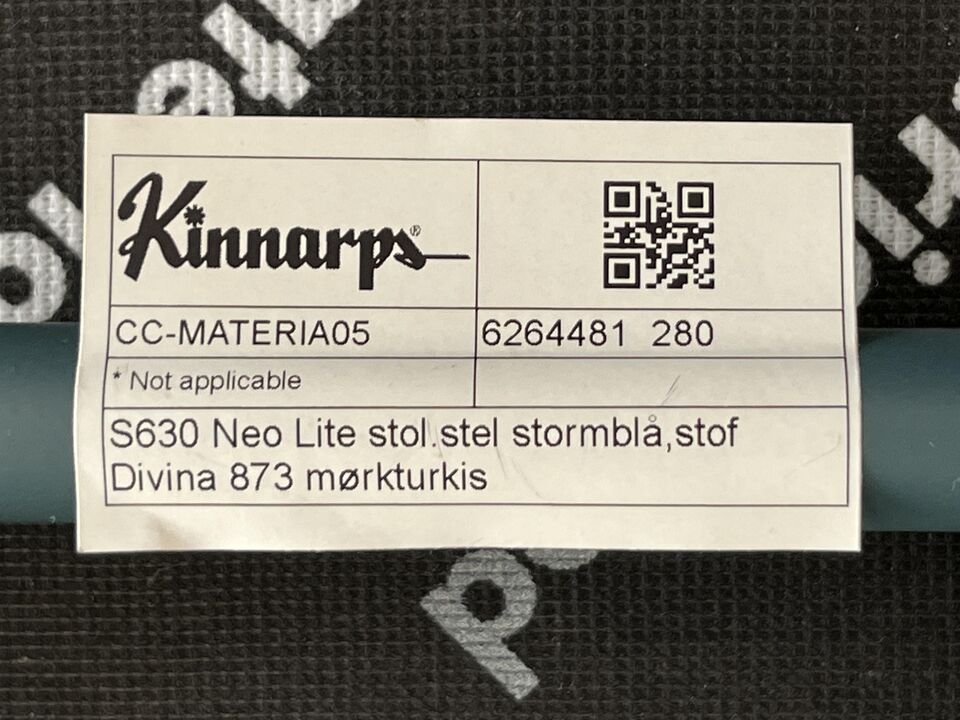 Kinnarps®
CC-MATERIA05
6264481 280
* Not applicable
S630 Neo Lite stol.stel stormblå,stof
Divina 873 mørkturkis